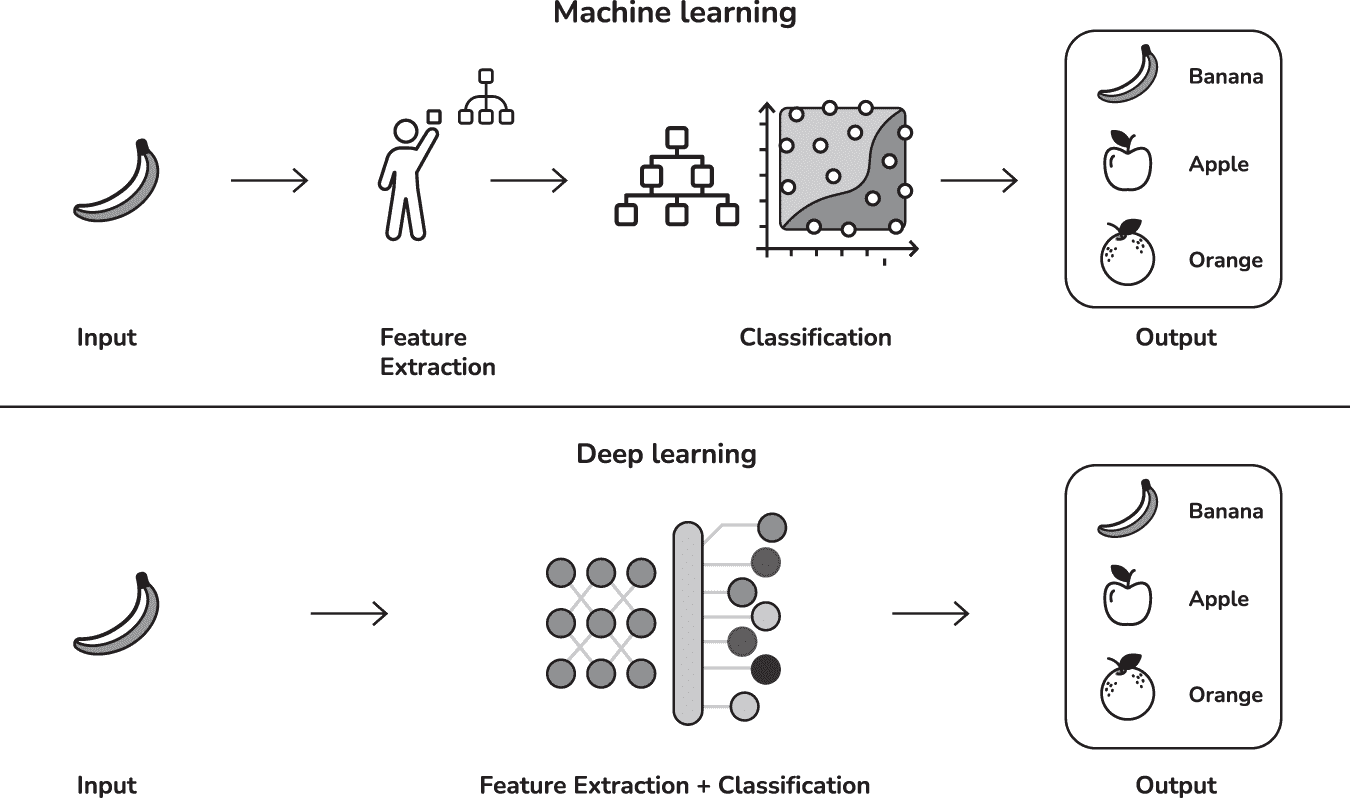 Machine learning
Banana
Apple
Orange
Input
Feature
Extraction
Classification
Output
Deep learning
Banana
Apple
Orange
Input
Feature Extraction + Classification
Output